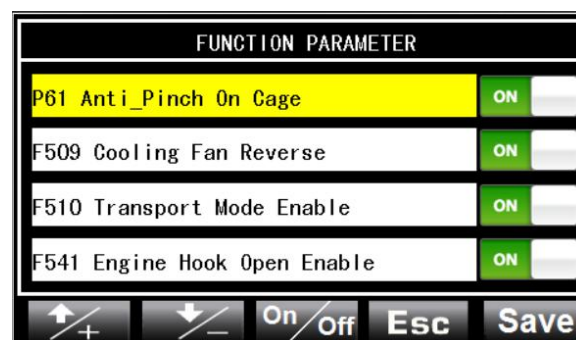 FUNCTION PARAMETER
P61 Anti_Pinch On Cage ON
F509 Cooling Fan Reverse ON
F510 Transport Mode Enable ON
F541 Engine Hook Open Enable ON
/+ /- On/Off Esc Save